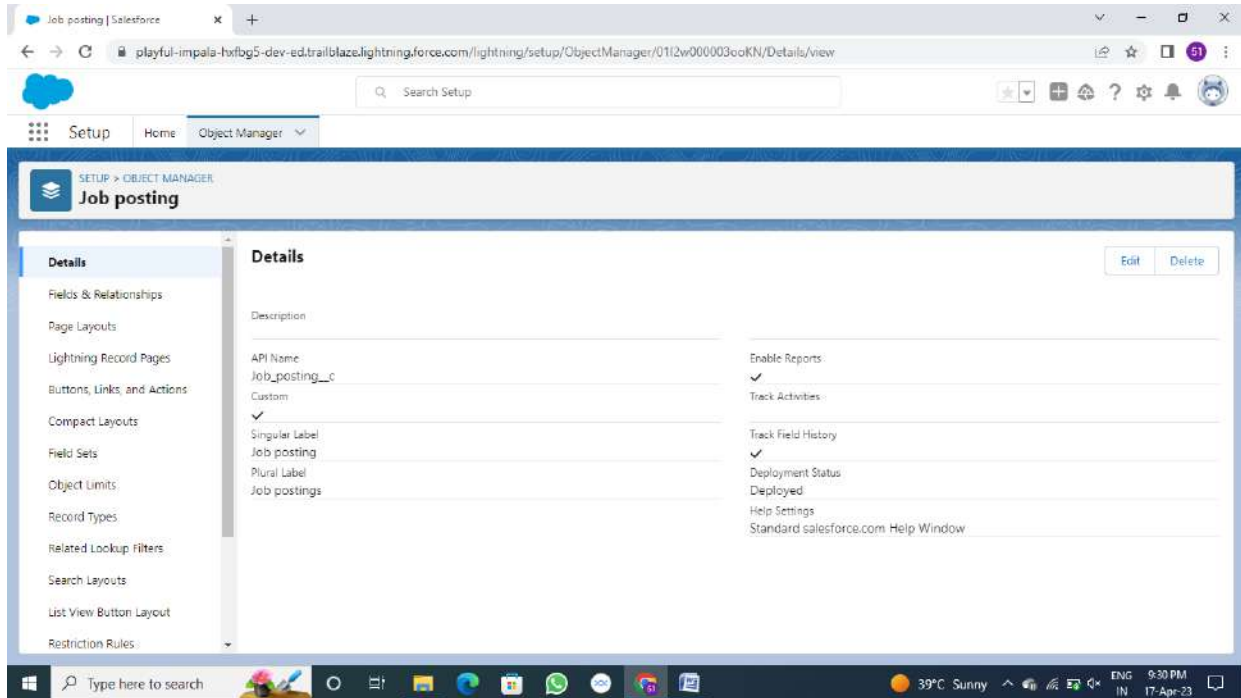 Job posting | Salesforce
playful-impala-hxfbg5-dev-ed.trailblaze.lightning.force.com/lightning/setup/ObjectManager/01I2w000003ooKN/Details/view
51
Search Setup
Setup
Home
Object Manager
SETUP > OBJECT MANAGER
Job posting
Details
Fields & Relationships
Page Layouts
Lightning Record Pages
Buttons, Links, and Actions
Compact Layouts
Field Sets
Object Limits
Record Types
Related Lookup Filters
Search Layouts
List View Button Layout
Restriction Rules
Details
Edit
Delete
Description
API Name
Job_posting__c
Custom
Singular Label
Job posting
Plural Label
Job postings
Enable Reports
Track Activities
Track Field History
Deployment Status
Deployed
Help Settings
Standard salesforce.com Help Window
Type here to search
39°C Sunny
ENG
IN
9:30 PM
17-Apr-23